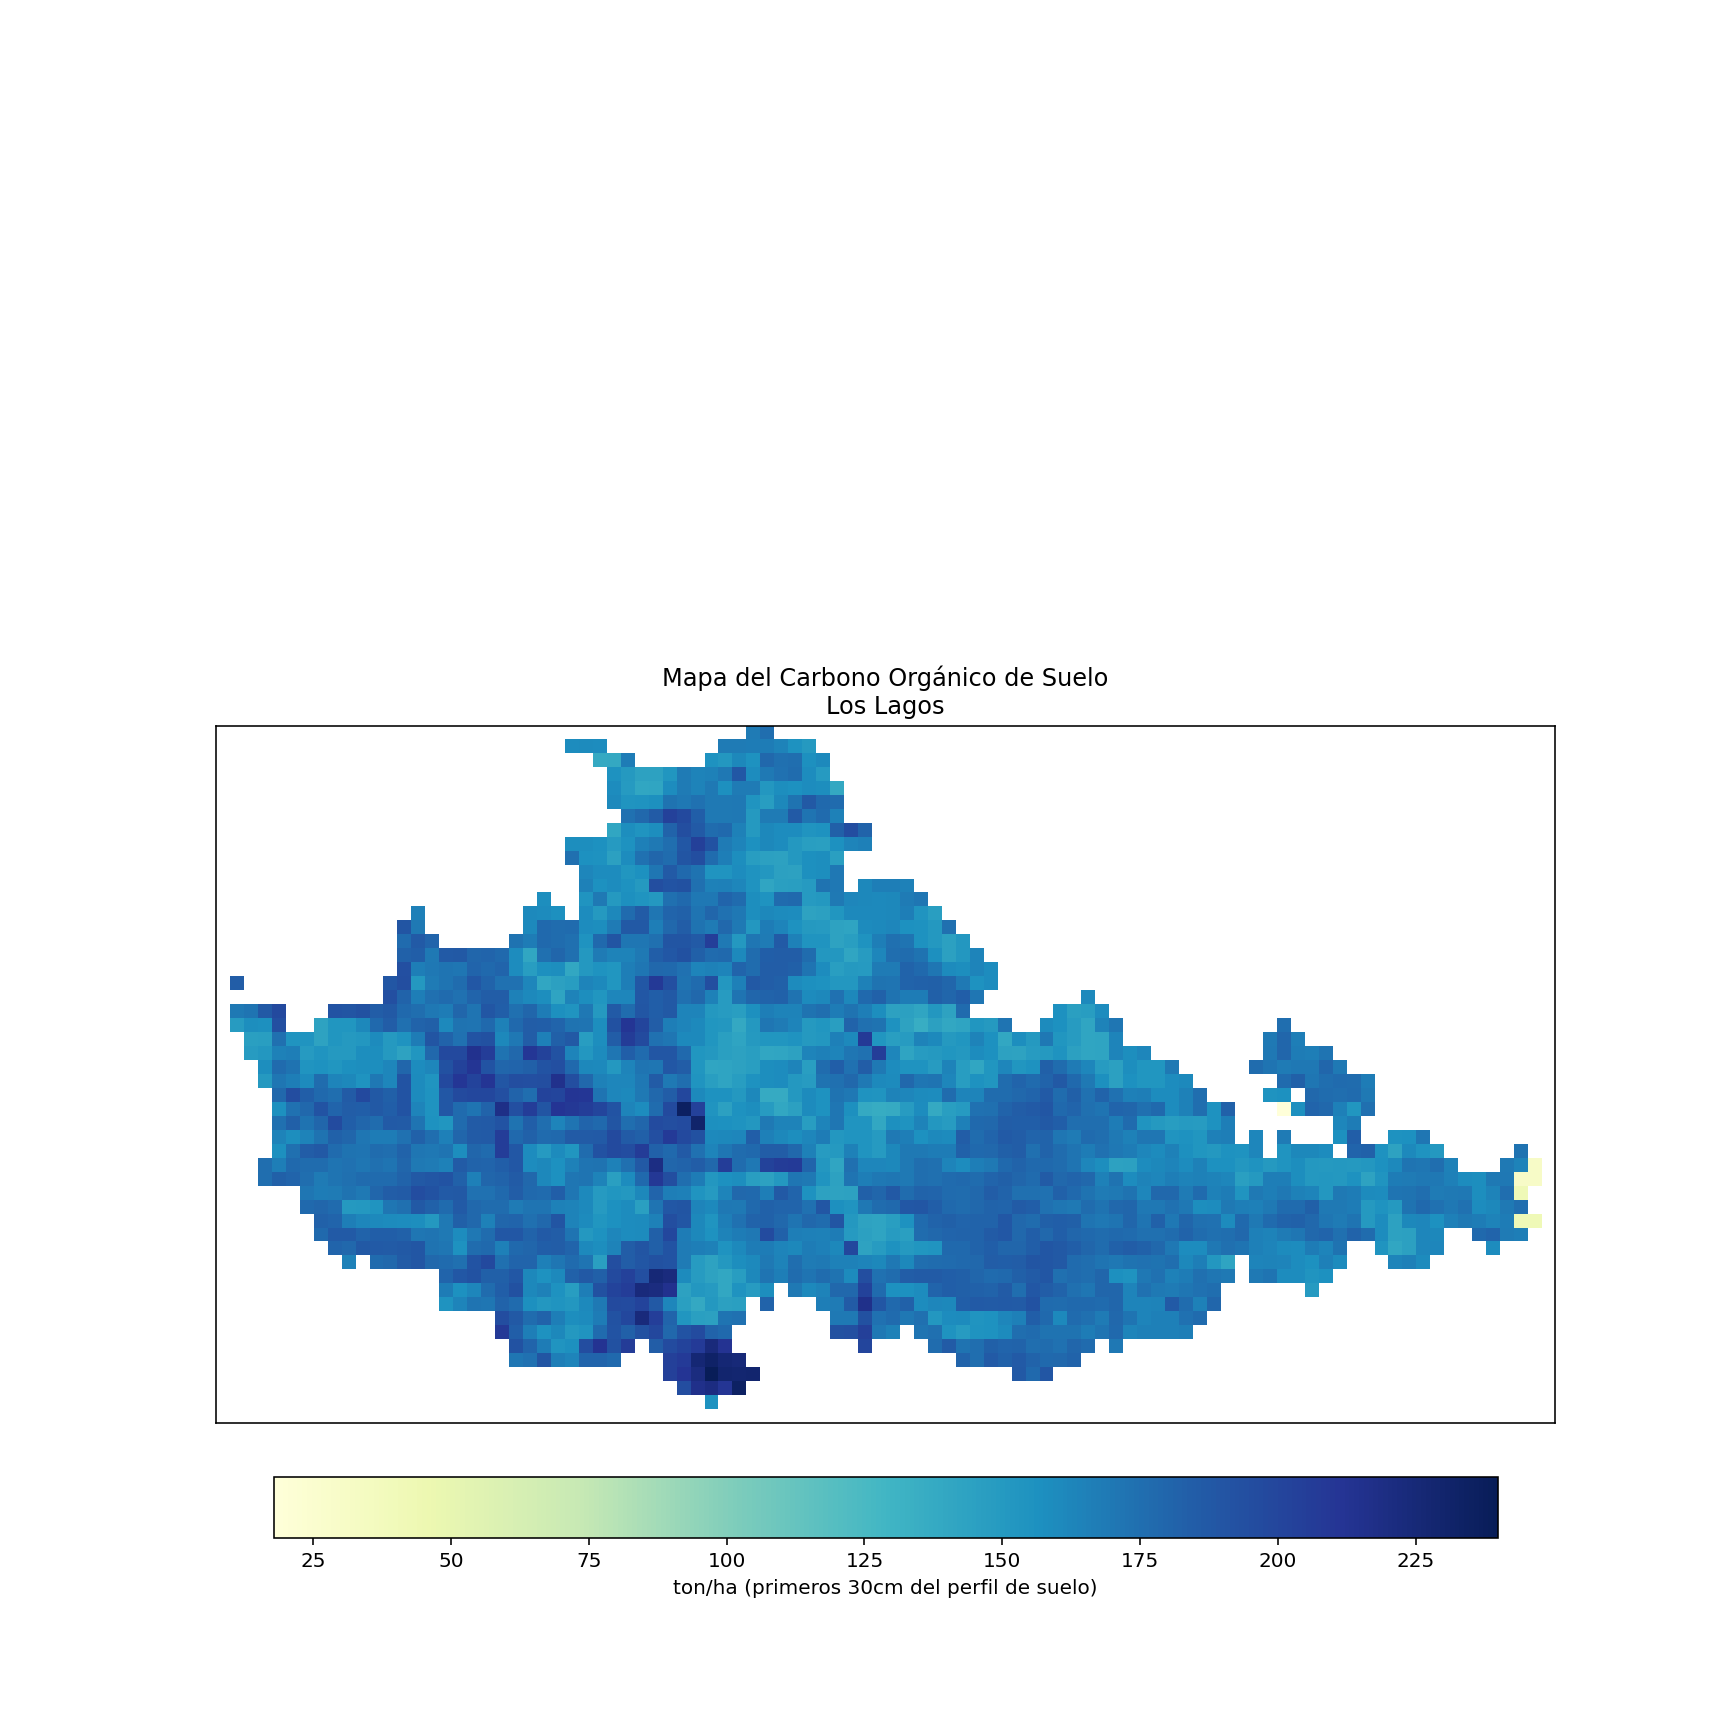 Mapa del Carbono Orgánico de Suelo
Los Lagos
25 50 75 100 125 150 175 200 225
ton/ha (primeros 30cm del perfil de suelo)